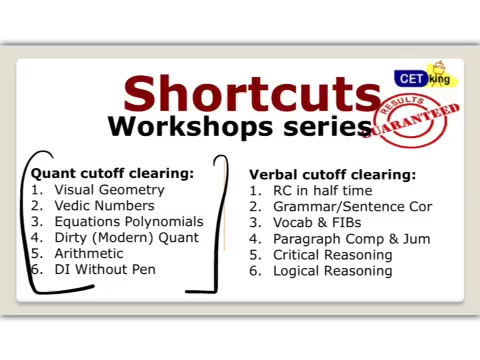 Shortcuts
CET king
Workshops series
RESULTS
GUARANTEED
Quant cutoff clearing:
1. Visual Geometry
2. Vedic Numbers
3. Equations Polynomials
4. Dirty (Modern) Quant
5. Arithmetic
6. DI Without Pen
Verbal cutoff clearing:
1. RC in half time
2. Grammar/Sentence Cor
3. Vocab & FIBs
4. Paragraph Comp & Jum
5. Critical Reasoning
6. Logical Reasoning